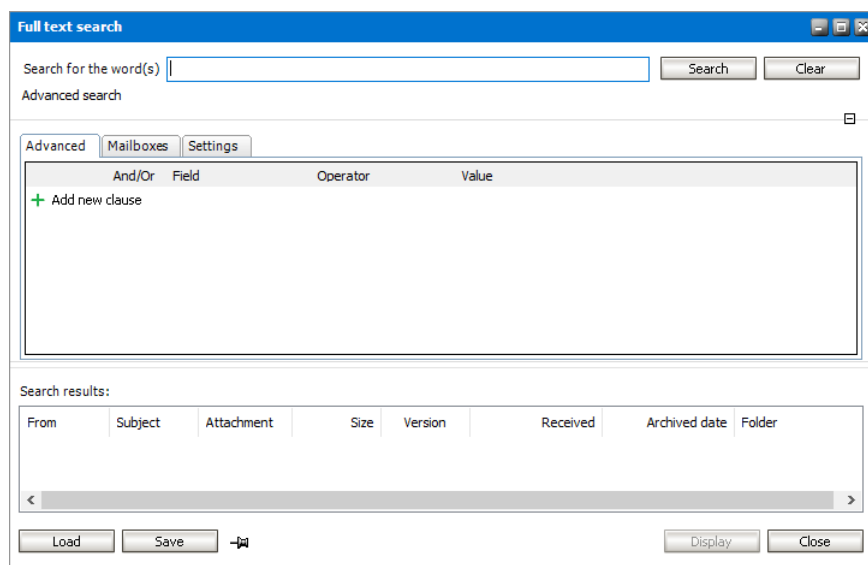 Full text search
Search for the word(s) Search Clear
Advanced search
Advanced Mailboxes Settings
And/Or Field Operator Value
Add new clause
Search results:
From Subject Attachment Size Version Received Archived date Folder
Load Save Display Close